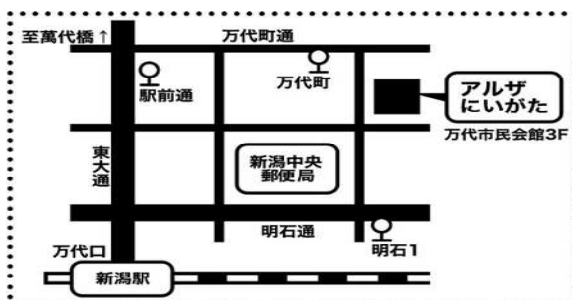 至萬代橋↑
万代町通
駅前通
万代町
アルザ
にいがた
万代市民会館3F
東大通
新潟中央
郵便局
明石通
明石1
万代口
新潟駅